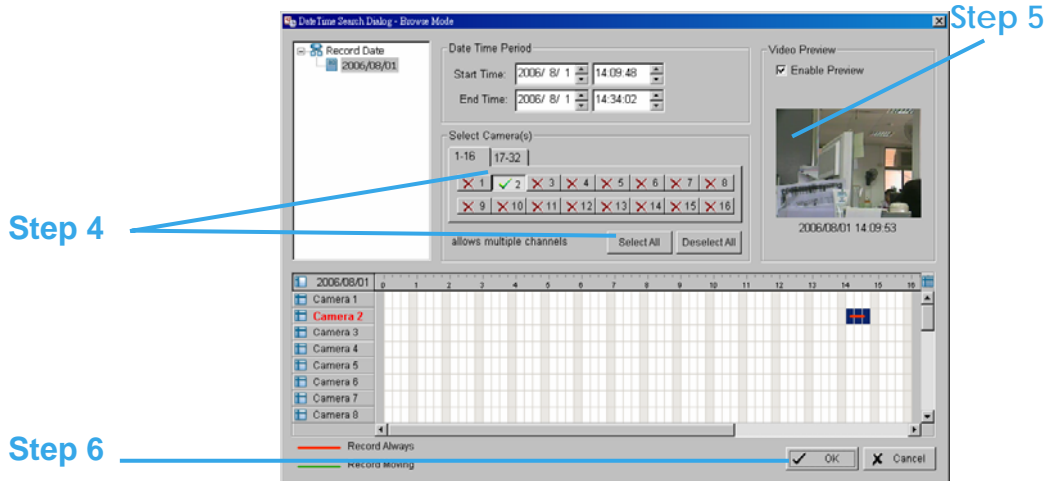 DateTime Search Dialog - Browse Mode
Step 5
Record Date
2006/08/01
Date Time Period
Start Time: 2006/ 8/ 1 14:09:48
End Time: 2006/ 8/ 1 14:34:02
Video Preview
Enable Preview
2006/08/01 14:09:53
Select Camera(s)
1-16 17-32
1 2 3 4 5 6 7 8
9 10 11 12 13 14 15 16
Step 4
allows multiple channels Select All Deselect All
2006/08/01 0 1 2 3 4 5 6 7 8 9 10 11 12 13 14 15 16
Camera 1
Camera 2
Camera 3
Camera 4
Camera 5
Camera 6
Camera 7
Camera 8
Step 6
Record Always
Record Moving
OK Cancel